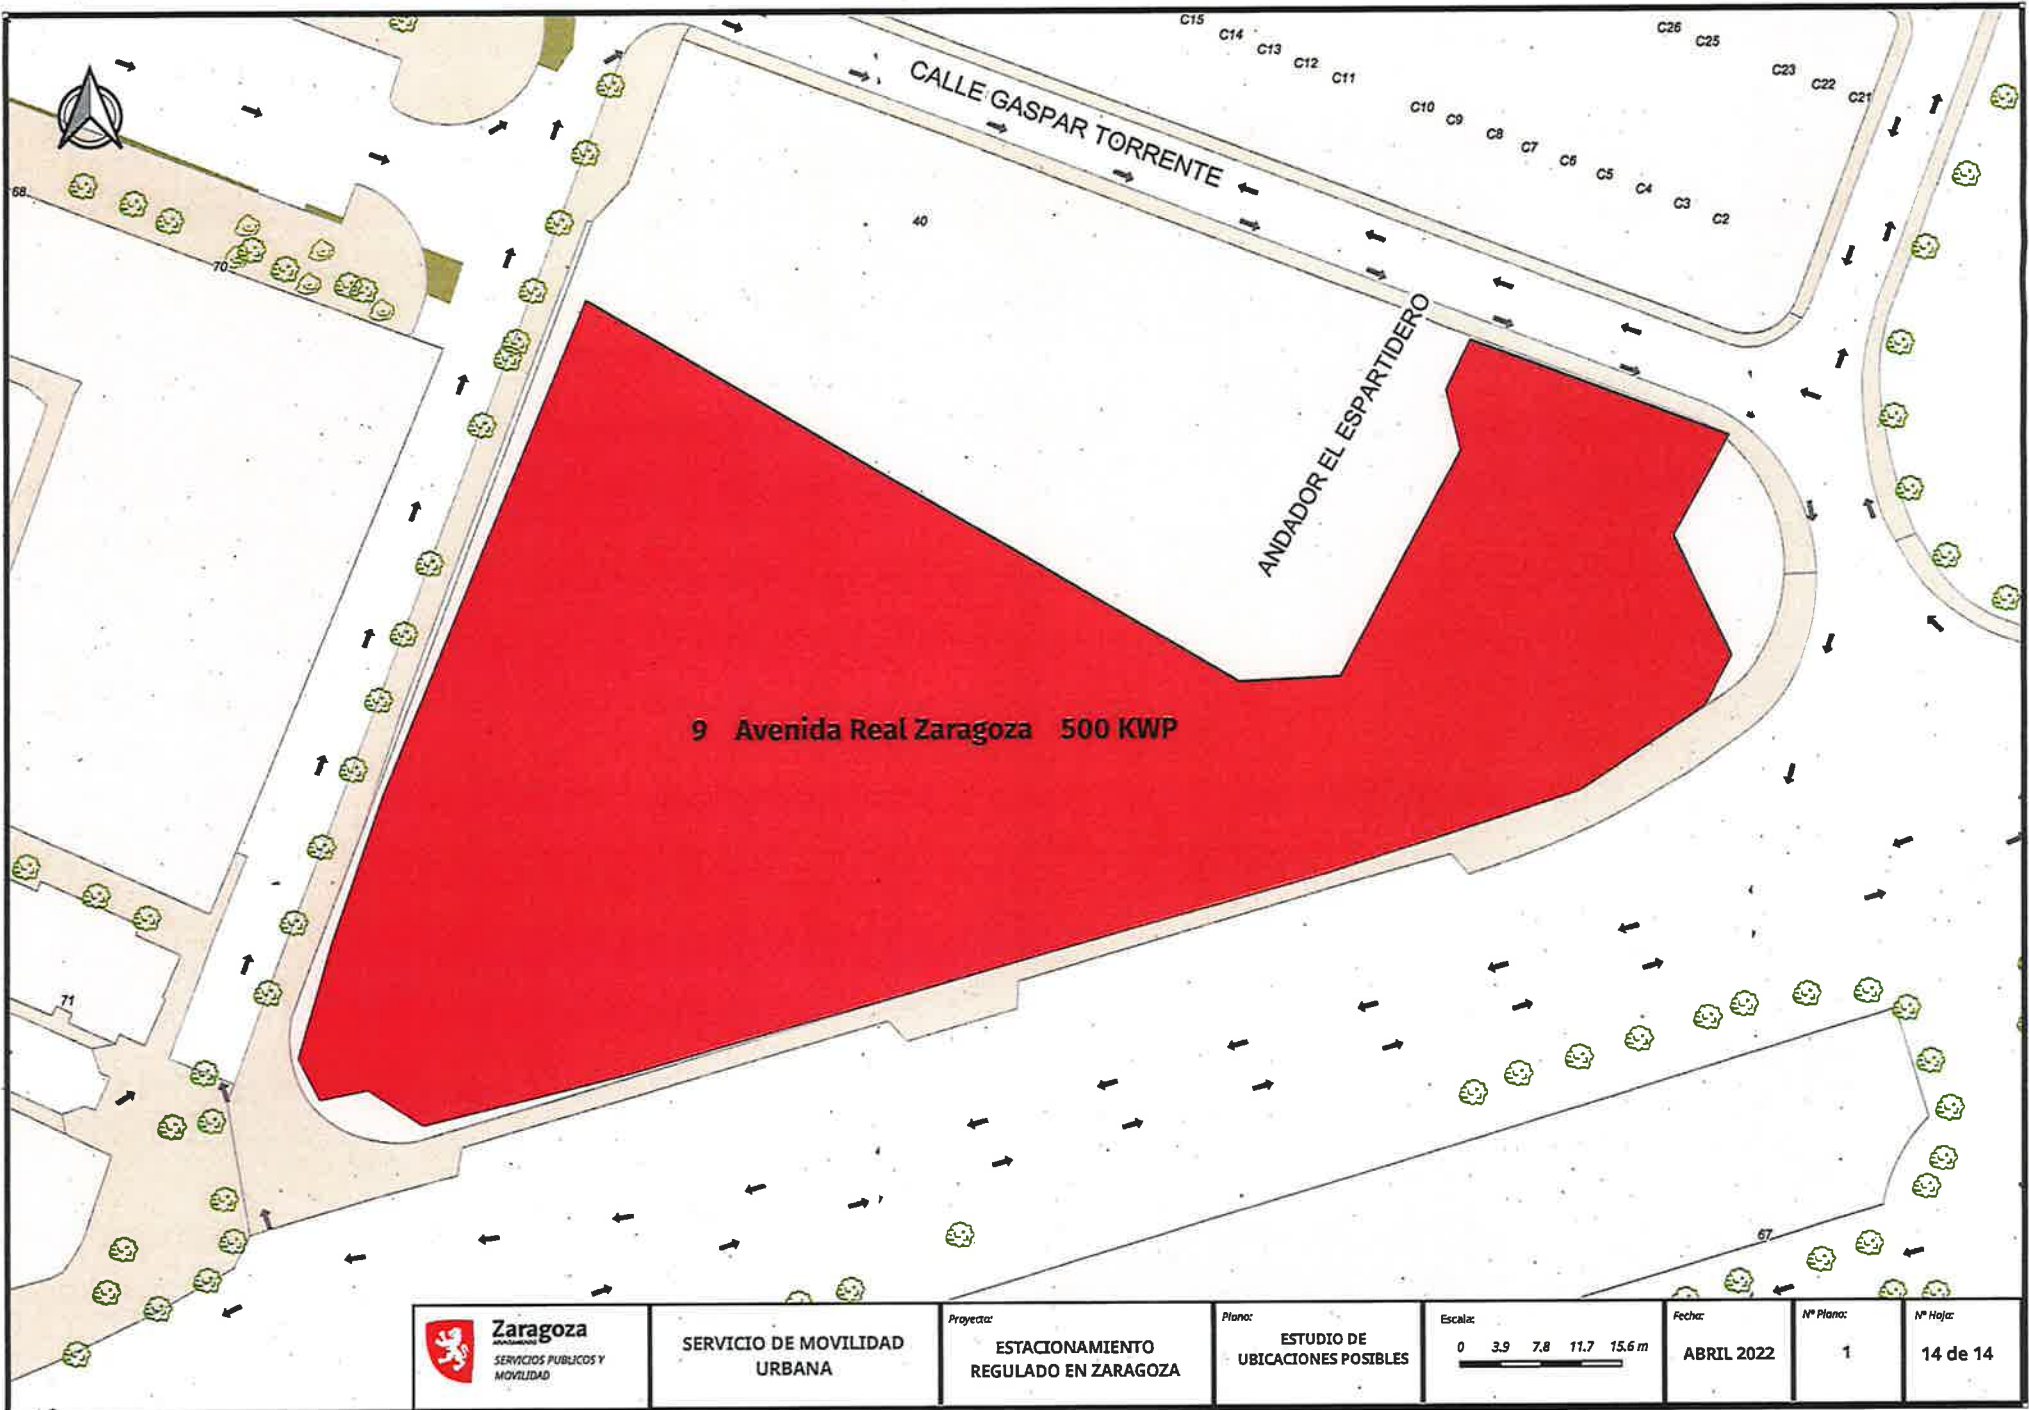 C15
C14
C13
C12
C11
C10
C9
C8
C7
C6
C5
C4
C3
C2
C26
C25
C23
C22
C21
CALLE GASPAR TORRENTE
68
70
40
ANDADOR EL ESPARTIDERO
9 Avenida Real Zaragoza 500 KWP
71
67
Zaragoza
AYUNTAMIENTO
SERVICIOS PUBLICOS Y
MOVILIDAD
SERVICIO DE MOVILIDAD
URBANA
Proyecto:
ESTACIONAMIENTO
REGULADO EN ZARAGOZA
Plano:
ESTUDIO DE
UBICACIONES POSIBLES
Escala:
0 3.9 7.8 11.7 15.6 m
Fecha:
ABRIL 2022
Nº Plano:
1
Nº Hoja:
14 de 14